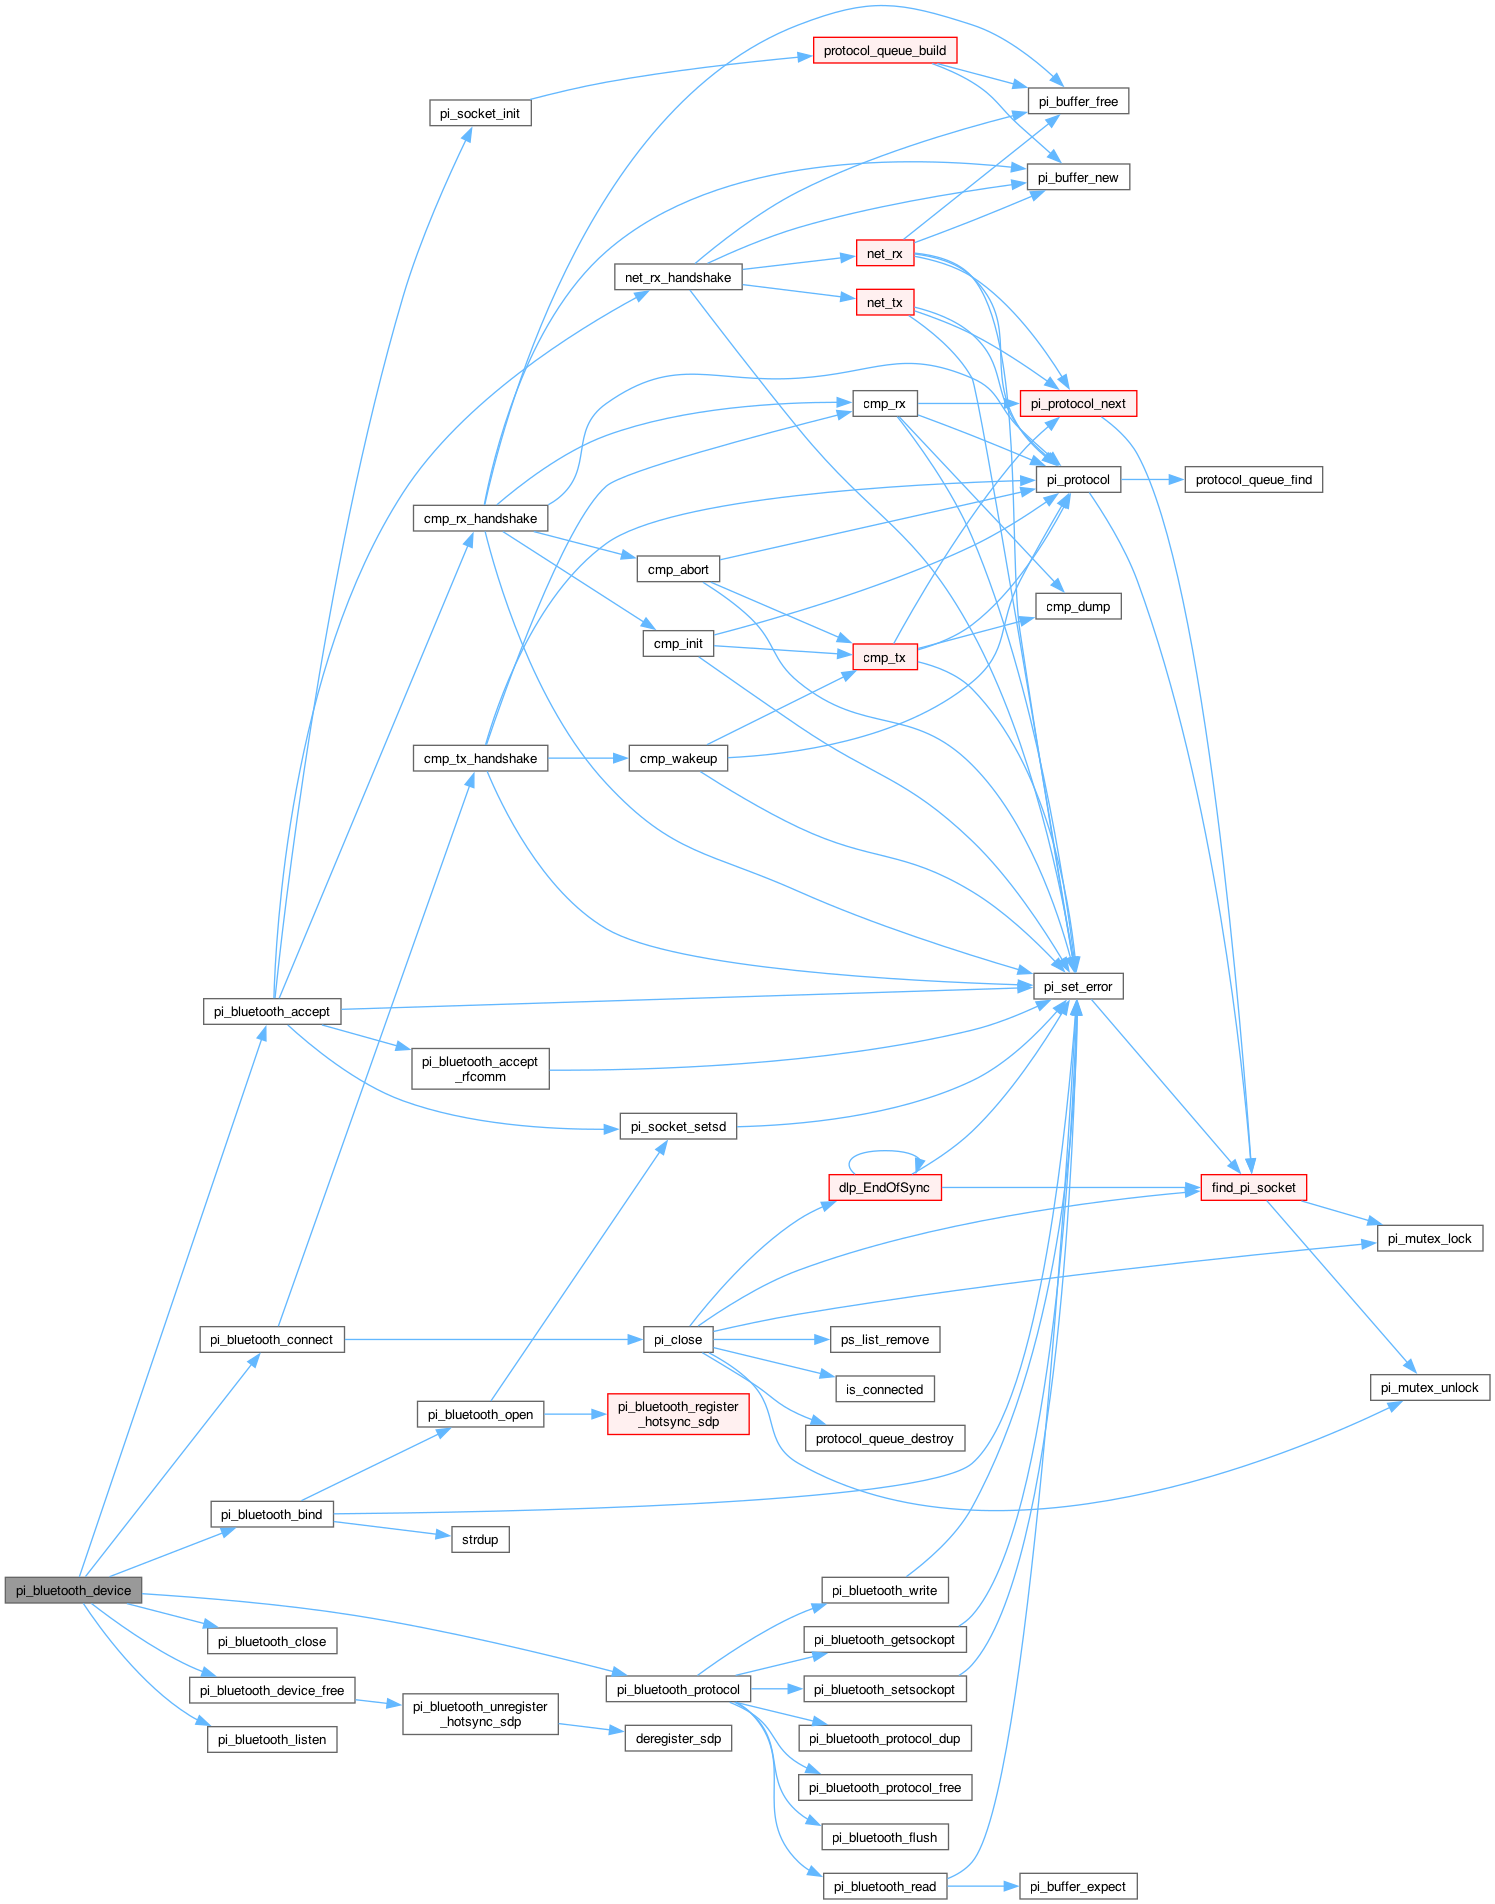 protocol_queue_build
pi_buffer_free
pi_socket_init
pi_buffer_new
net_rx
net_rx_handshake
net_tx
cmp_rx
pi_protocol_next
pi_protocol
protocol_queue_find
cmp_rx_handshake
cmp_abort
cmp_dump
cmp_init
cmp_tx
cmp_tx_handshake
cmp_wakeup
pi_set_error
pi_bluetooth_accept
pi_bluetooth_accept
_rfcomm
pi_socket_setsd
dlp_EndOfSync
find_pi_socket
pi_mutex_lock
pi_bluetooth_connect
pi_close
ps_list_remove
is_connected
pi_mutex_unlock
pi_bluetooth_open
pi_bluetooth_register
_hotsync_sdp
protocol_queue_destroy
pi_bluetooth_bind
strdup
pi_bluetooth_device
pi_bluetooth_write
pi_bluetooth_close
pi_bluetooth_getsockopt
pi_bluetooth_device_free
pi_bluetooth_protocol
pi_bluetooth_setsockopt
pi_bluetooth_unregister
_hotsync_sdp
pi_bluetooth_listen
deregister_sdp
pi_bluetooth_protocol_dup
pi_bluetooth_protocol_free
pi_bluetooth_flush
pi_bluetooth_read
pi_buffer_expect